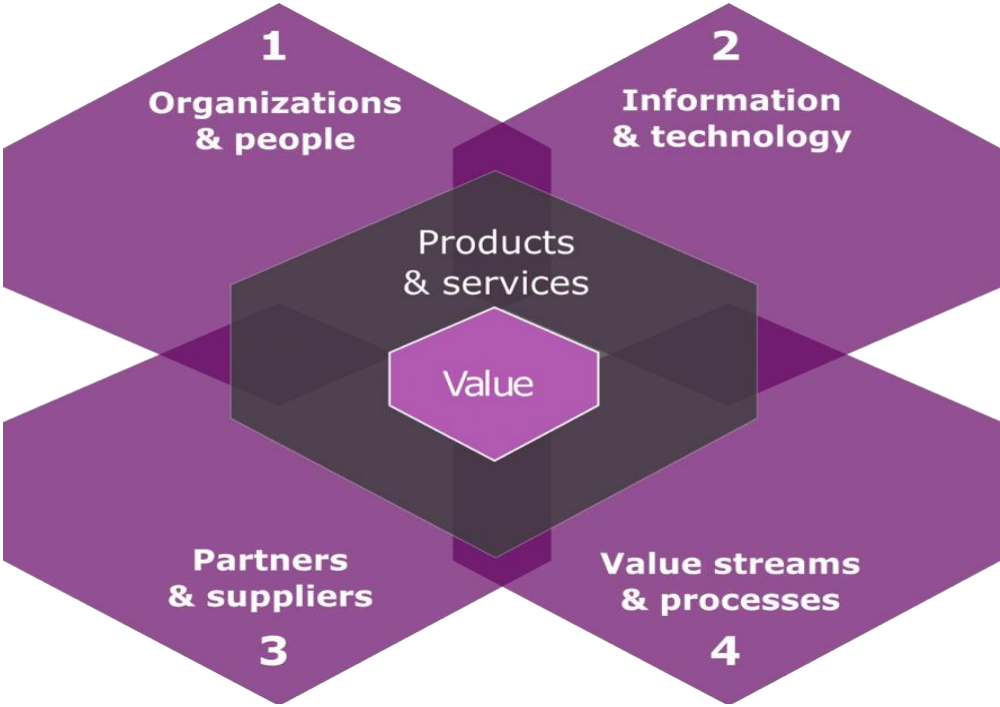 1
Organizations
& people
2
Information
& technology
Products
& services
Value
Partners
& suppliers
3
Value streams
& processes
4